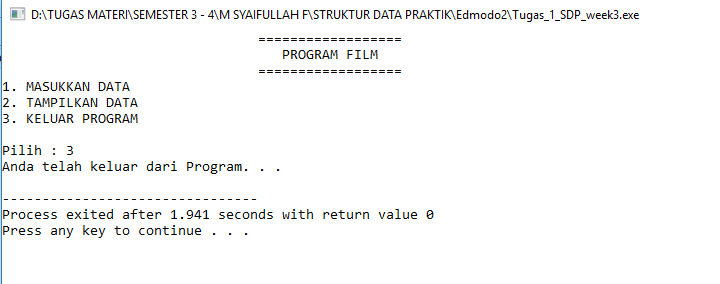 D:\TUGAS MATERI\SEMESTER 3 - 4\M SYAIFULLAH F\STRUKTUR DATA PRAKTIK\Edmodo2\Tugas_1_SDP_week3.exe
==================
PROGRAM FILM
==================
1. MASUKKAN DATA
2. TAMPILKAN DATA
3. KELUAR PROGRAM
Pilih : 3
Anda telah keluar dari Program. . .
--------------------------------
Process exited after 1.941 seconds with return value 0
Press any key to continue . . .